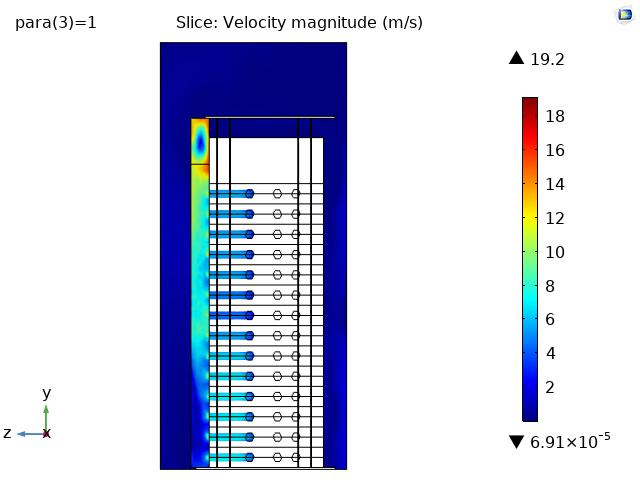 para(3)=1
Slice: Velocity magnitude (m/s)
▲ 19.2
18
16
14
12
10
8
6
4
2
▼ 6.91×10⁻⁵
y
z
x